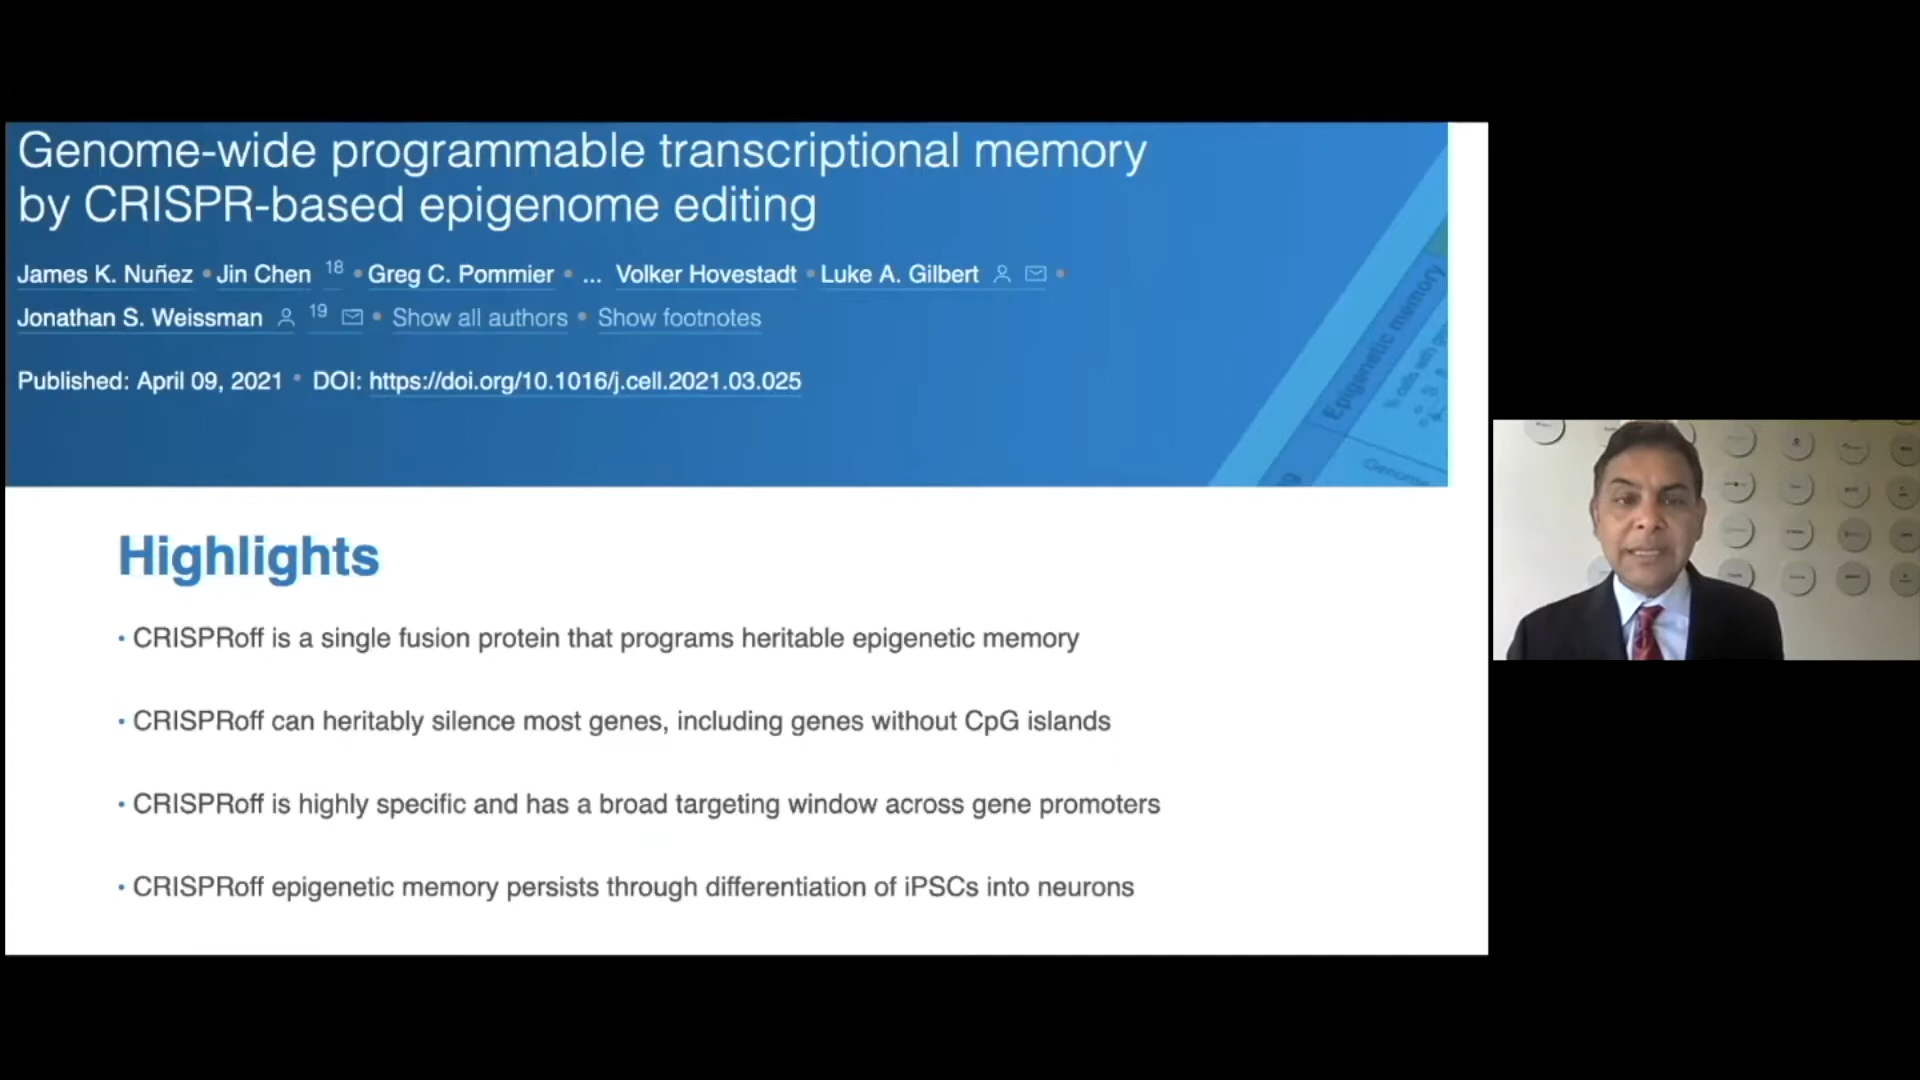 Genome-wide programmable transcriptional memory
by CRISPR-based epigenome editing
James K. Nuñez • Jin Chen 18 • Greg C. Pommier • ... Volker Hovestadt • Luke A. Gilbert •
Jonathan S. Weissman 19 • Show all authors • Show footnotes
Published: April 09, 2021 • DOI: https://doi.org/10.1016/j.cell.2021.03.025
Epigenetic memory
Highlights
• CRISPRoff is a single fusion protein that programs heritable epigenetic memory
• CRISPRoff can heritably silence most genes, including genes without CpG islands
• CRISPRoff is highly specific and has a broad targeting window across gene promoters
• CRISPRoff epigenetic memory persists through differentiation of iPSCs into neurons